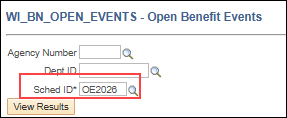 WI_BN_OPEN_EVENTS - Open Benefit Events
Agency Number
Dept ID
Sched ID* OE2026
View Results